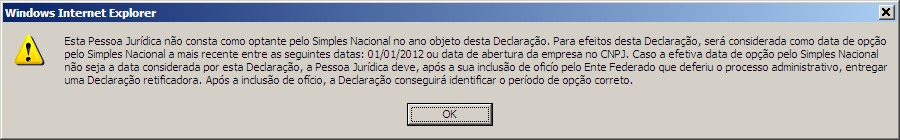 Windows Internet Explorer
Esta Pessoa Jurídica não consta como optante pelo Simples Nacional no ano objeto desta Declaração. Para efeitos desta Declaração, será considerada como data de opção
pelo Simples Nacional a mais recente entre as seguintes datas: 01/01/2012 ou data de abertura da empresa no CNPJ. Caso a efetiva data de opção pelo Simples Nacional
não seja a data considerada por esta Declaração, a Pessoa Jurídica deve, após a sua inclusão de ofício pelo Ente Federado que deferiu o processo administrativo, entregar
uma Declaração retificadora. Após a inclusão de ofício, a Declaração conseguirá identificar o período de opção correto.
OK